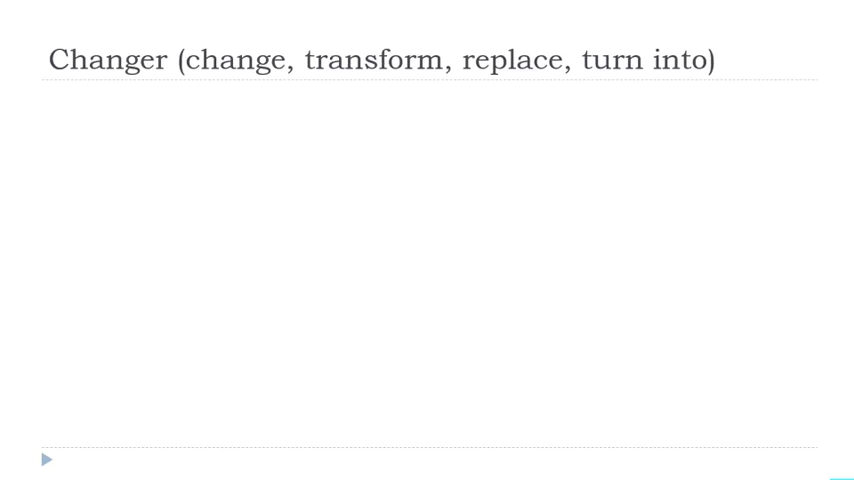 Changer (change, transform, replace, turn into)